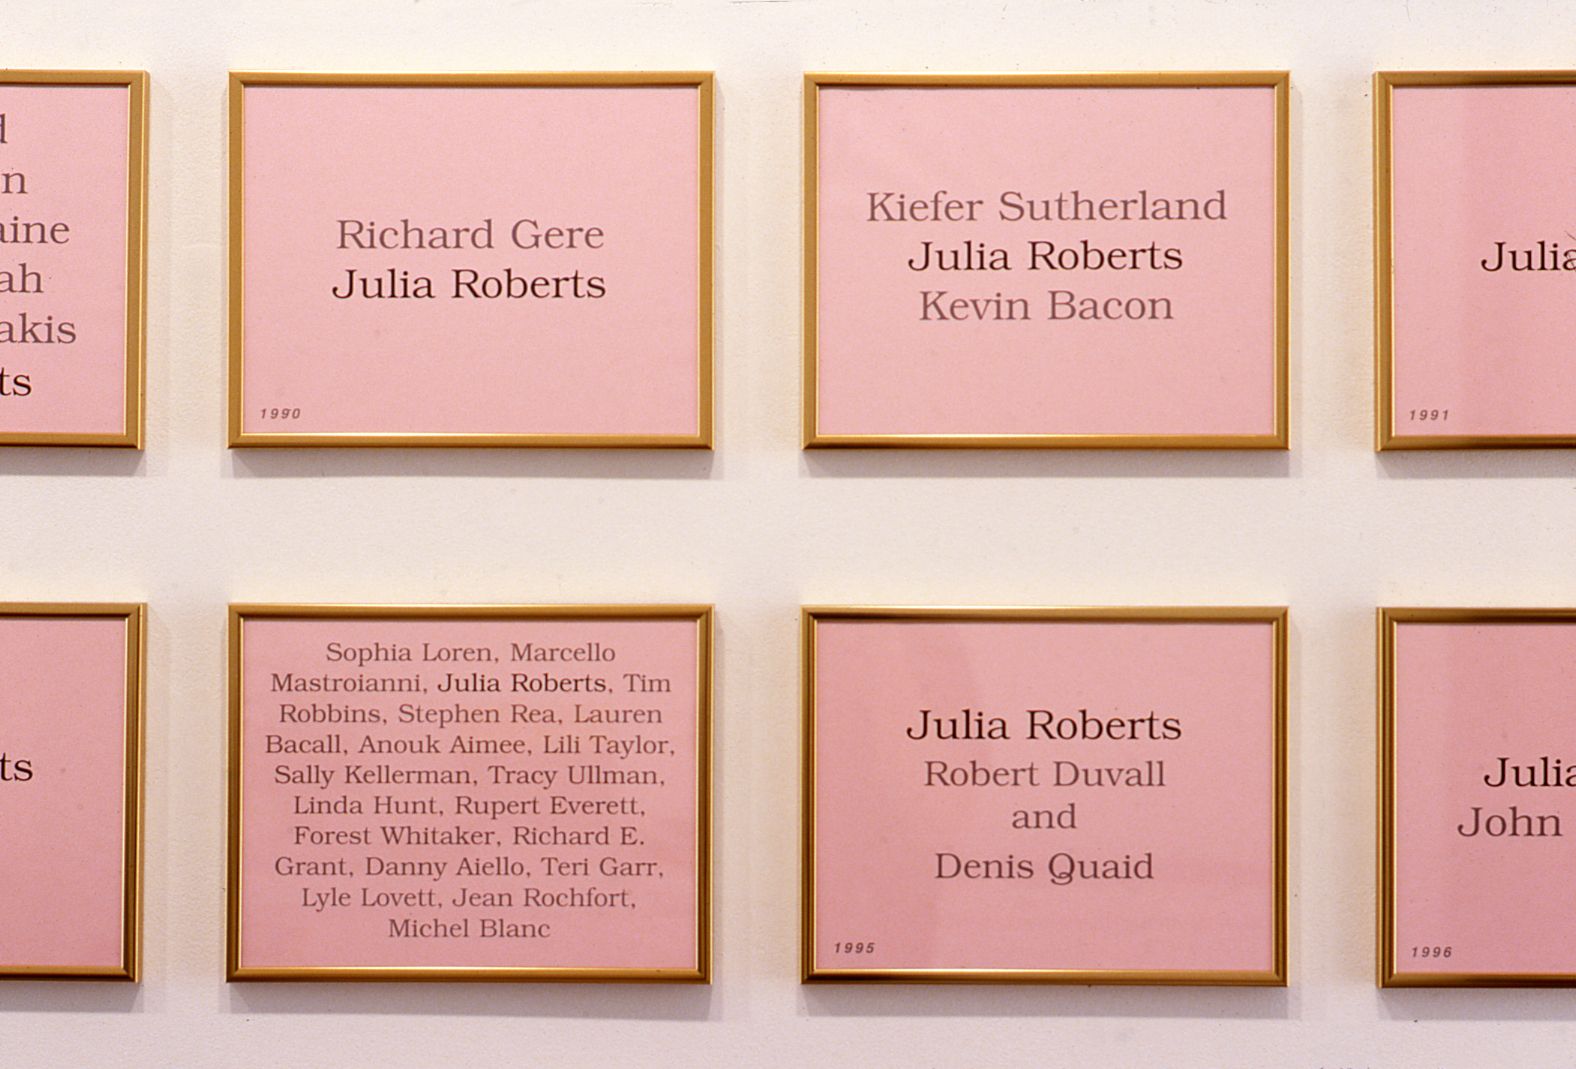 Richard Gere
Julia Roberts
1990
Kiefer Sutherland
Julia Roberts
Kevin Bacon
1991
Sophia Loren, Marcello
Mastroianni, Julia Roberts, Tim
Robbins, Stephen Rea, Lauren
Bacall, Anouk Aimee, Lili Taylor,
Sally Kellerman, Tracy Ullman,
Linda Hunt, Rupert Everett,
Forest Whitaker, Richard E.
Grant, Danny Aiello, Teri Garr,
Lyle Lovett, Jean Rochfort,
Michel Blanc
Julia Roberts
Robert Duvall
and
Denis Quaid
1995
Julia
John
1996